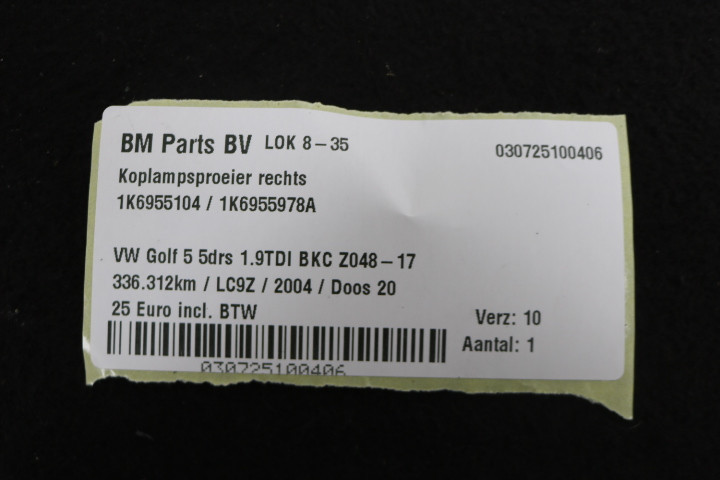 BM Parts BV LOK 8-35 030725100406
Koplampsproeier rechts
1K6955104 / 1K6955978A
VW Golf 5 5drs 1.9TDI BKC Z048-17
336.312km / LC9Z / 2004 / Doos 20
25 Euro incl. BTW
Verz: 10
Aantal: 1
030725100406